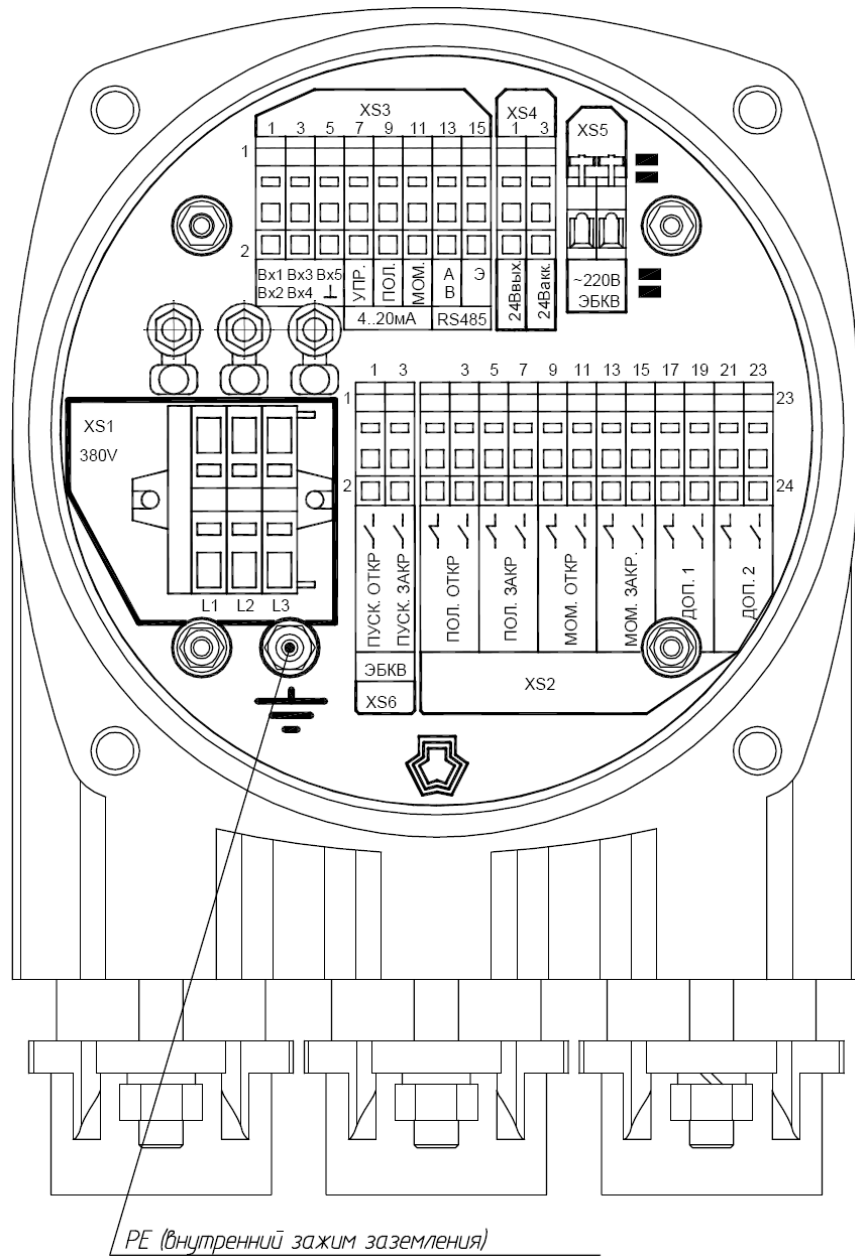 XS3
XS4
XS5
1 3 5 7 9 11 13 15
1 3
1
2
Вх1 Вх3 Вх5
Вх2 Вх4
УПР.
ПОЛ.
МОМ.
А
В
Э
4..20мА
RS485
24Ввых.
24Вакк.
~220В
ЭБКВ
XS1
380V
L1 L2 L3
1 3
3 5 7 9 11 13 15 17 19 21 23
1
23
2
24
ПУСК. ОТКР
ПУСК. ЗАКР
ПОЛ. ОТКР
ПОЛ. ЗАКР
МОМ. ОТКР
МОМ. ЗАКР.
ДОП. 1
ДОП. 2
ЭБКВ
XS6
XS2
PE (внутренний зажим заземления)